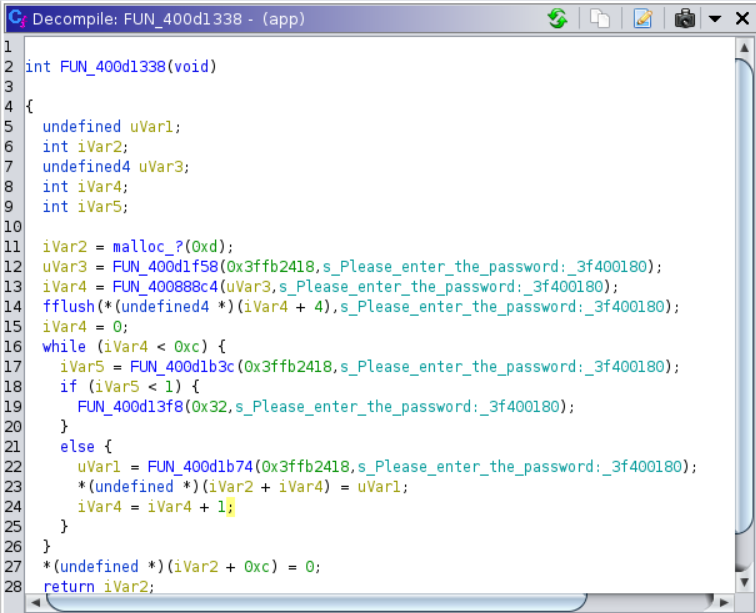 Decompile: FUN_400d1338 - (app)
1
2 int FUN_400d1338(void)
3
4 {
5 undefined uVar1;
6 int iVar2;
7 undefined4 uVar3;
8 int iVar4;
9 int iVar5;
10
11 iVar2 = malloc_?(0xd);
12 uVar3 = FUN_400d1f58(0x3ffb2418,s_Please_enter_the_password:_3f400180);
13 iVar4 = FUN_400888c4(uVar3,s_Please_enter_the_password:_3f400180);
14 fflush(*(undefined4 *)(iVar4 + 4),s_Please_enter_the_password:_3f400180);
15 iVar4 = 0;
16 while (iVar4 < 0xc) {
17 iVar5 = FUN_400d1b3c(0x3ffb2418,s_Please_enter_the_password:_3f400180);
18 if (iVar5 < 1) {
19 FUN_400d13f8(0x32,s_Please_enter_the_password:_3f400180);
20 }
21 else {
22 uVar1 = FUN_400d1b74(0x3ffb2418,s_Please_enter_the_password:_3f400180);
23 *(undefined *)(iVar2 + iVar4) = uVar1;
24 iVar4 = iVar4 + 1;
25 }
26 }
27 *(undefined *)(iVar2 + 0xc) = 0;
28 return iVar2;